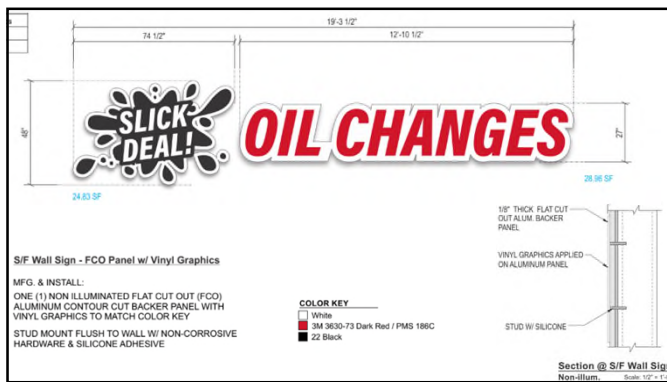 19'-3 1/2"
74 1/2"
12'-10 1/2"
48"
SLICK
DEAL!
OIL CHANGES
27"
24.63 SF
28.96 SF
1/8" THICK FLAT CUT
OUT ALUM. BACKER
PANEL
VINYL GRAPHICS APPLIED
ON ALUMINUM PANEL
STUD W/ SILICONE
S/F Wall Sign - FCO Panel w/ Vinyl Graphics
MFG. & INSTALL:
ONE (1) NON ILLUMINATED FLAT CUT OUT (FCO)
ALUMINUM CONTOUR CUT BACKER PANEL WITH
VINYL GRAPHICS TO MATCH COLOR KEY
STUD MOUNT FLUSH TO WALL W/ NON-CORROSIVE
HARDWARE & SILICONE ADHESIVE
COLOR KEY
White
3M 3630-73 Dark Red / PMS 186C
22 Black
Section @ S/F Wall Sig
Non-illum. Scale: 1/2" = 1'-